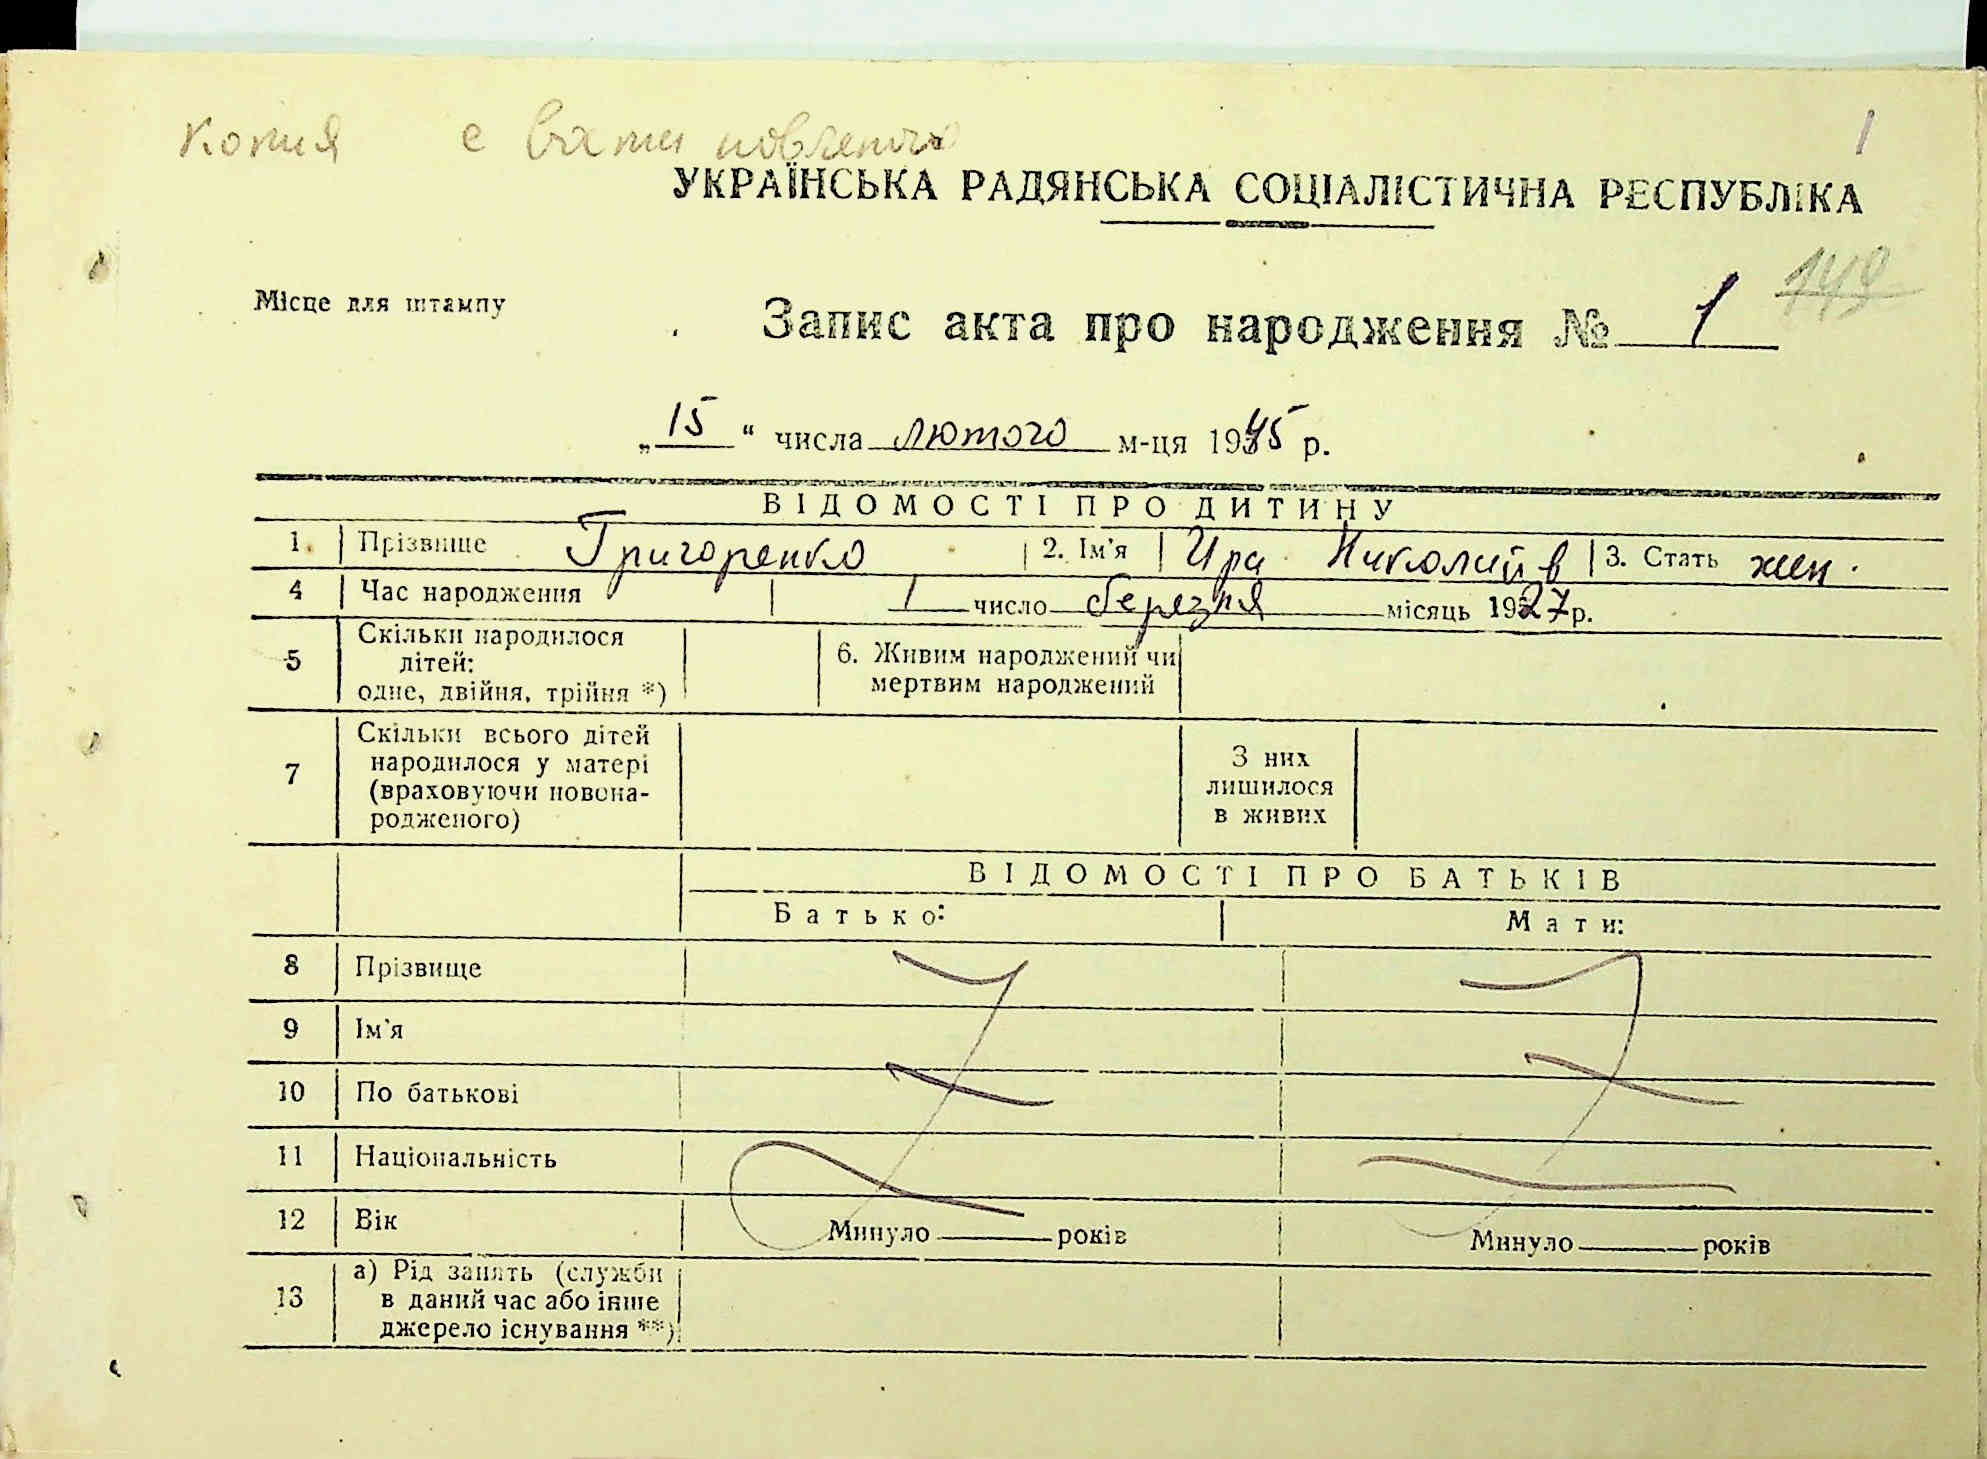 копия є
1
УКРАЇНСЬКА РАДЯНСЬКА СОЦІАЛІСТИЧНА РЕСПУБЛІКА
149
Місце для штампу
Запис акта про народження № 1
„15“ числа лютого м-ця 1945 р.
ВІДОМОСТІ ПРО ДИТИНУ
1. Прізвище Григоренко 2. Ім'я Ира Николаїв 3. Стать жен.
4 Час народження 1 число березня місяць 1927 р.
5 Скільки народилося дітей: одне, двійня, трійня *) 6. Живим народжений чи мертвим народжений
7 Скільки всього дітей народилося у матері (враховуючи новонародженого) З них лишилося в живих
ВІДОМОСТІ ПРО БАТЬКІВ
Батько: Мати:
8 Прізвище
9 Ім'я
10 По батькові
11 Національність
12 Вік Минуло років Минуло років
13 а) Рід занять (служби в даний час або інше джерело існування **)